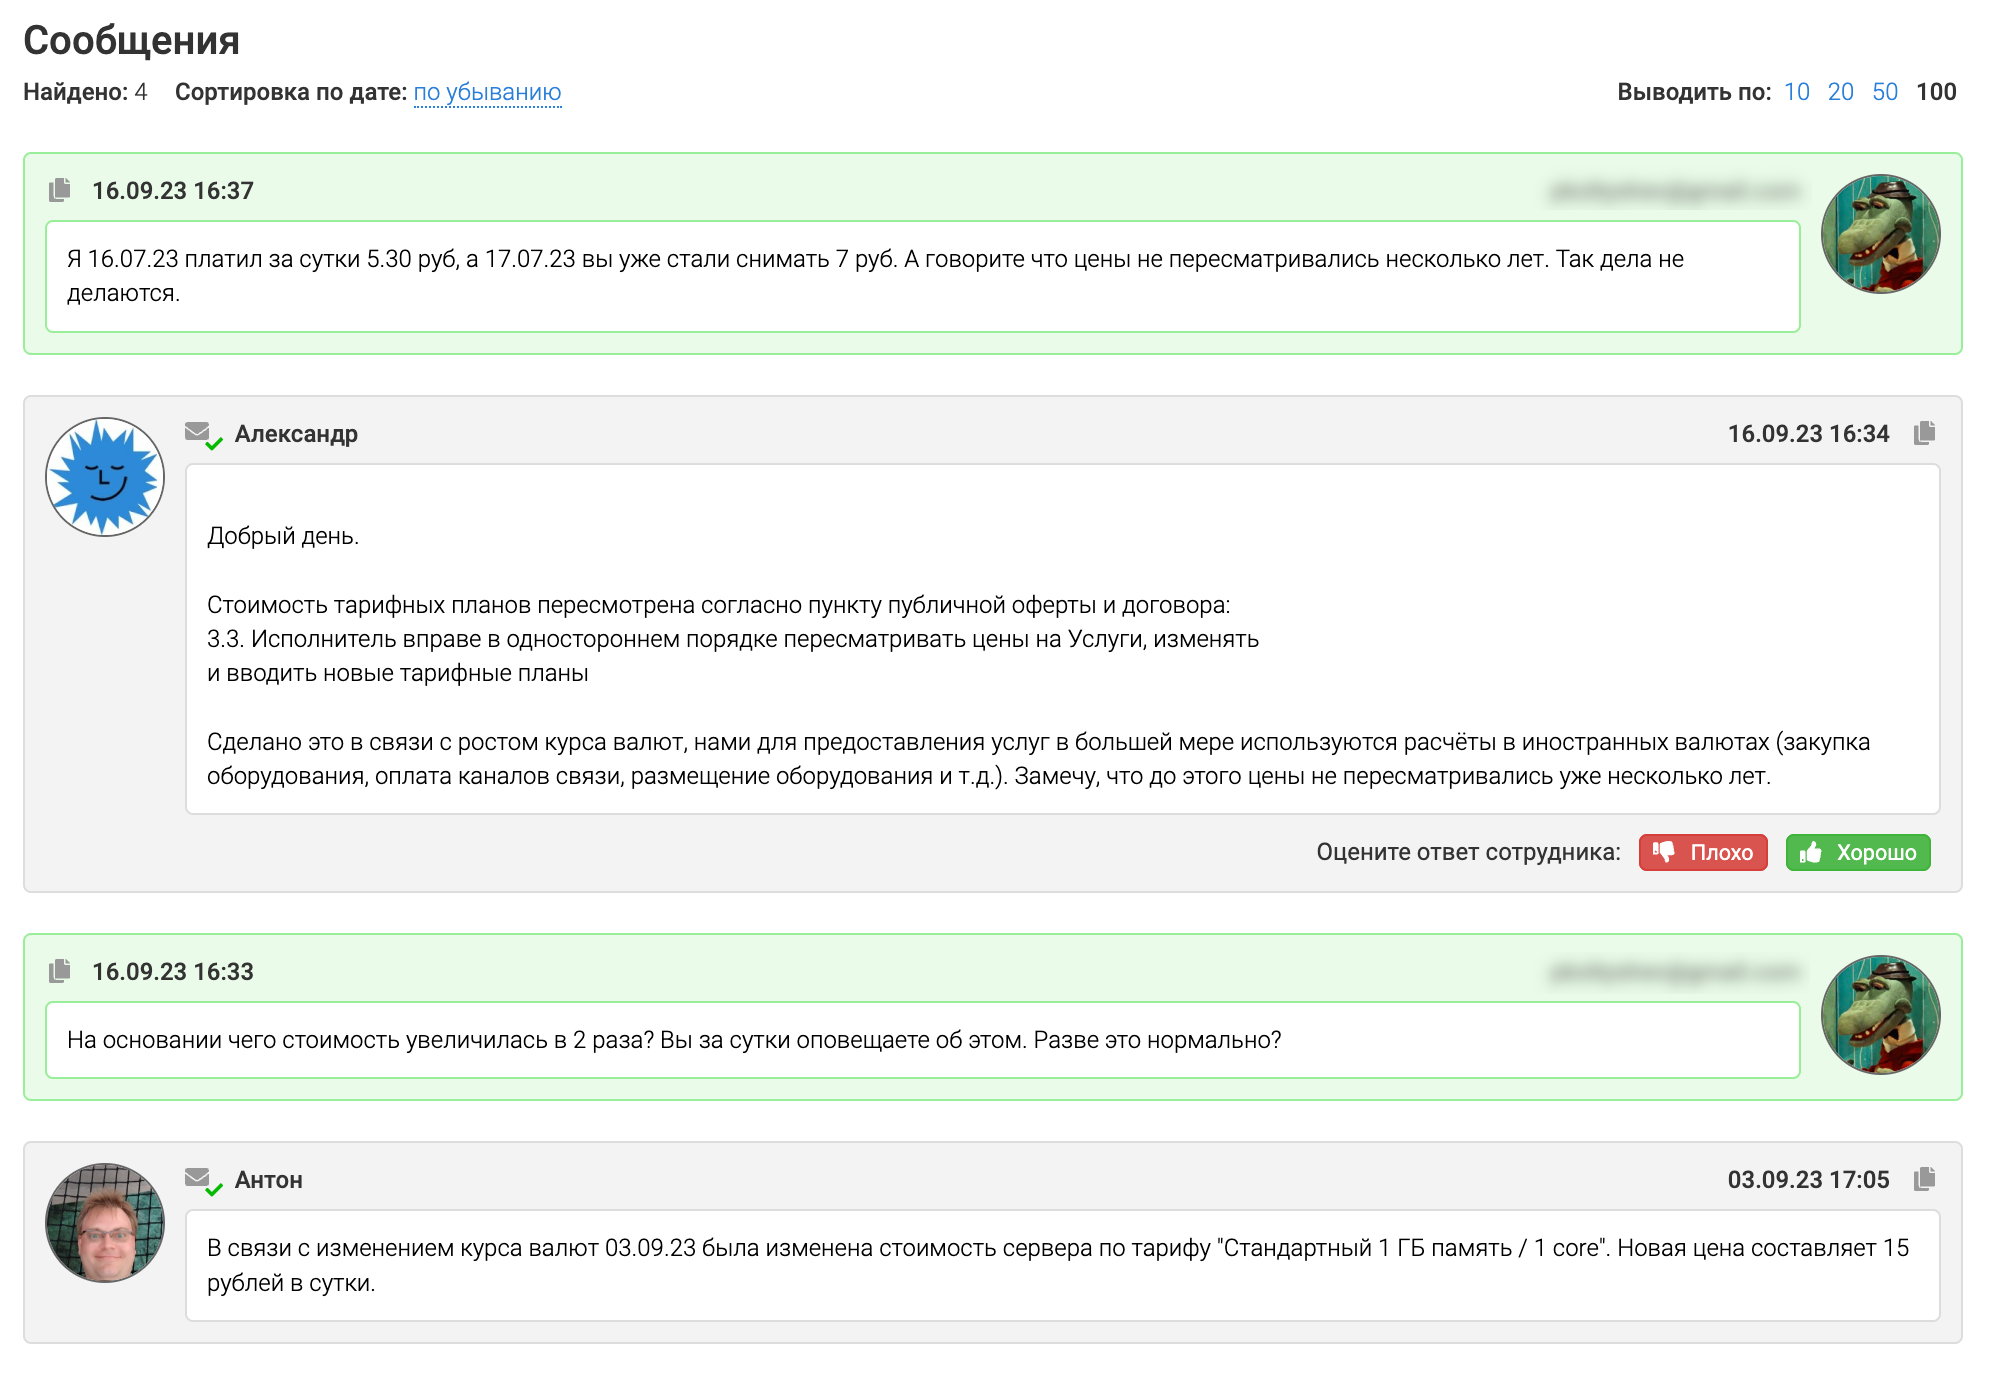 Сообщения
Найдено: 4 Сортировка по дате: по убыванию Выводить по: 10 20 50 100
16.09.23 16:37
Я 16.07.23 платил за сутки 5.30 руб, а 17.07.23 вы уже стали снимать 7 руб. А говорите что цены не пересматривались несколько лет. Так дела не
делаются.
Александр 16.09.23 16:34
Добрый день.
Стоимость тарифных планов пересмотрена согласно пункту публичной оферты и договора:
3.3. Исполнитель вправе в одностороннем порядке пересматривать цены на Услуги, изменять
и вводить новые тарифные планы
Сделано это в связи с ростом курса валют, нами для предоставления услуг в большей мере используются расчёты в иностранных валютах (закупка
оборудования, оплата каналов связи, размещение оборудования и т.д.). Замечу, что до этого цены не пересматривались уже несколько лет.
Оцените ответ сотрудника: Плохо Хорошо
16.09.23 16:33
На основании чего стоимость увеличилась в 2 раза? Вы за сутки оповещаете об этом. Разве это нормально?
Антон 03.09.23 17:05
В связи с изменением курса валют 03.09.23 была изменена стоимость сервера по тарифу "Стандартный 1 ГБ память / 1 core". Новая цена составляет 15
рублей в сутки.